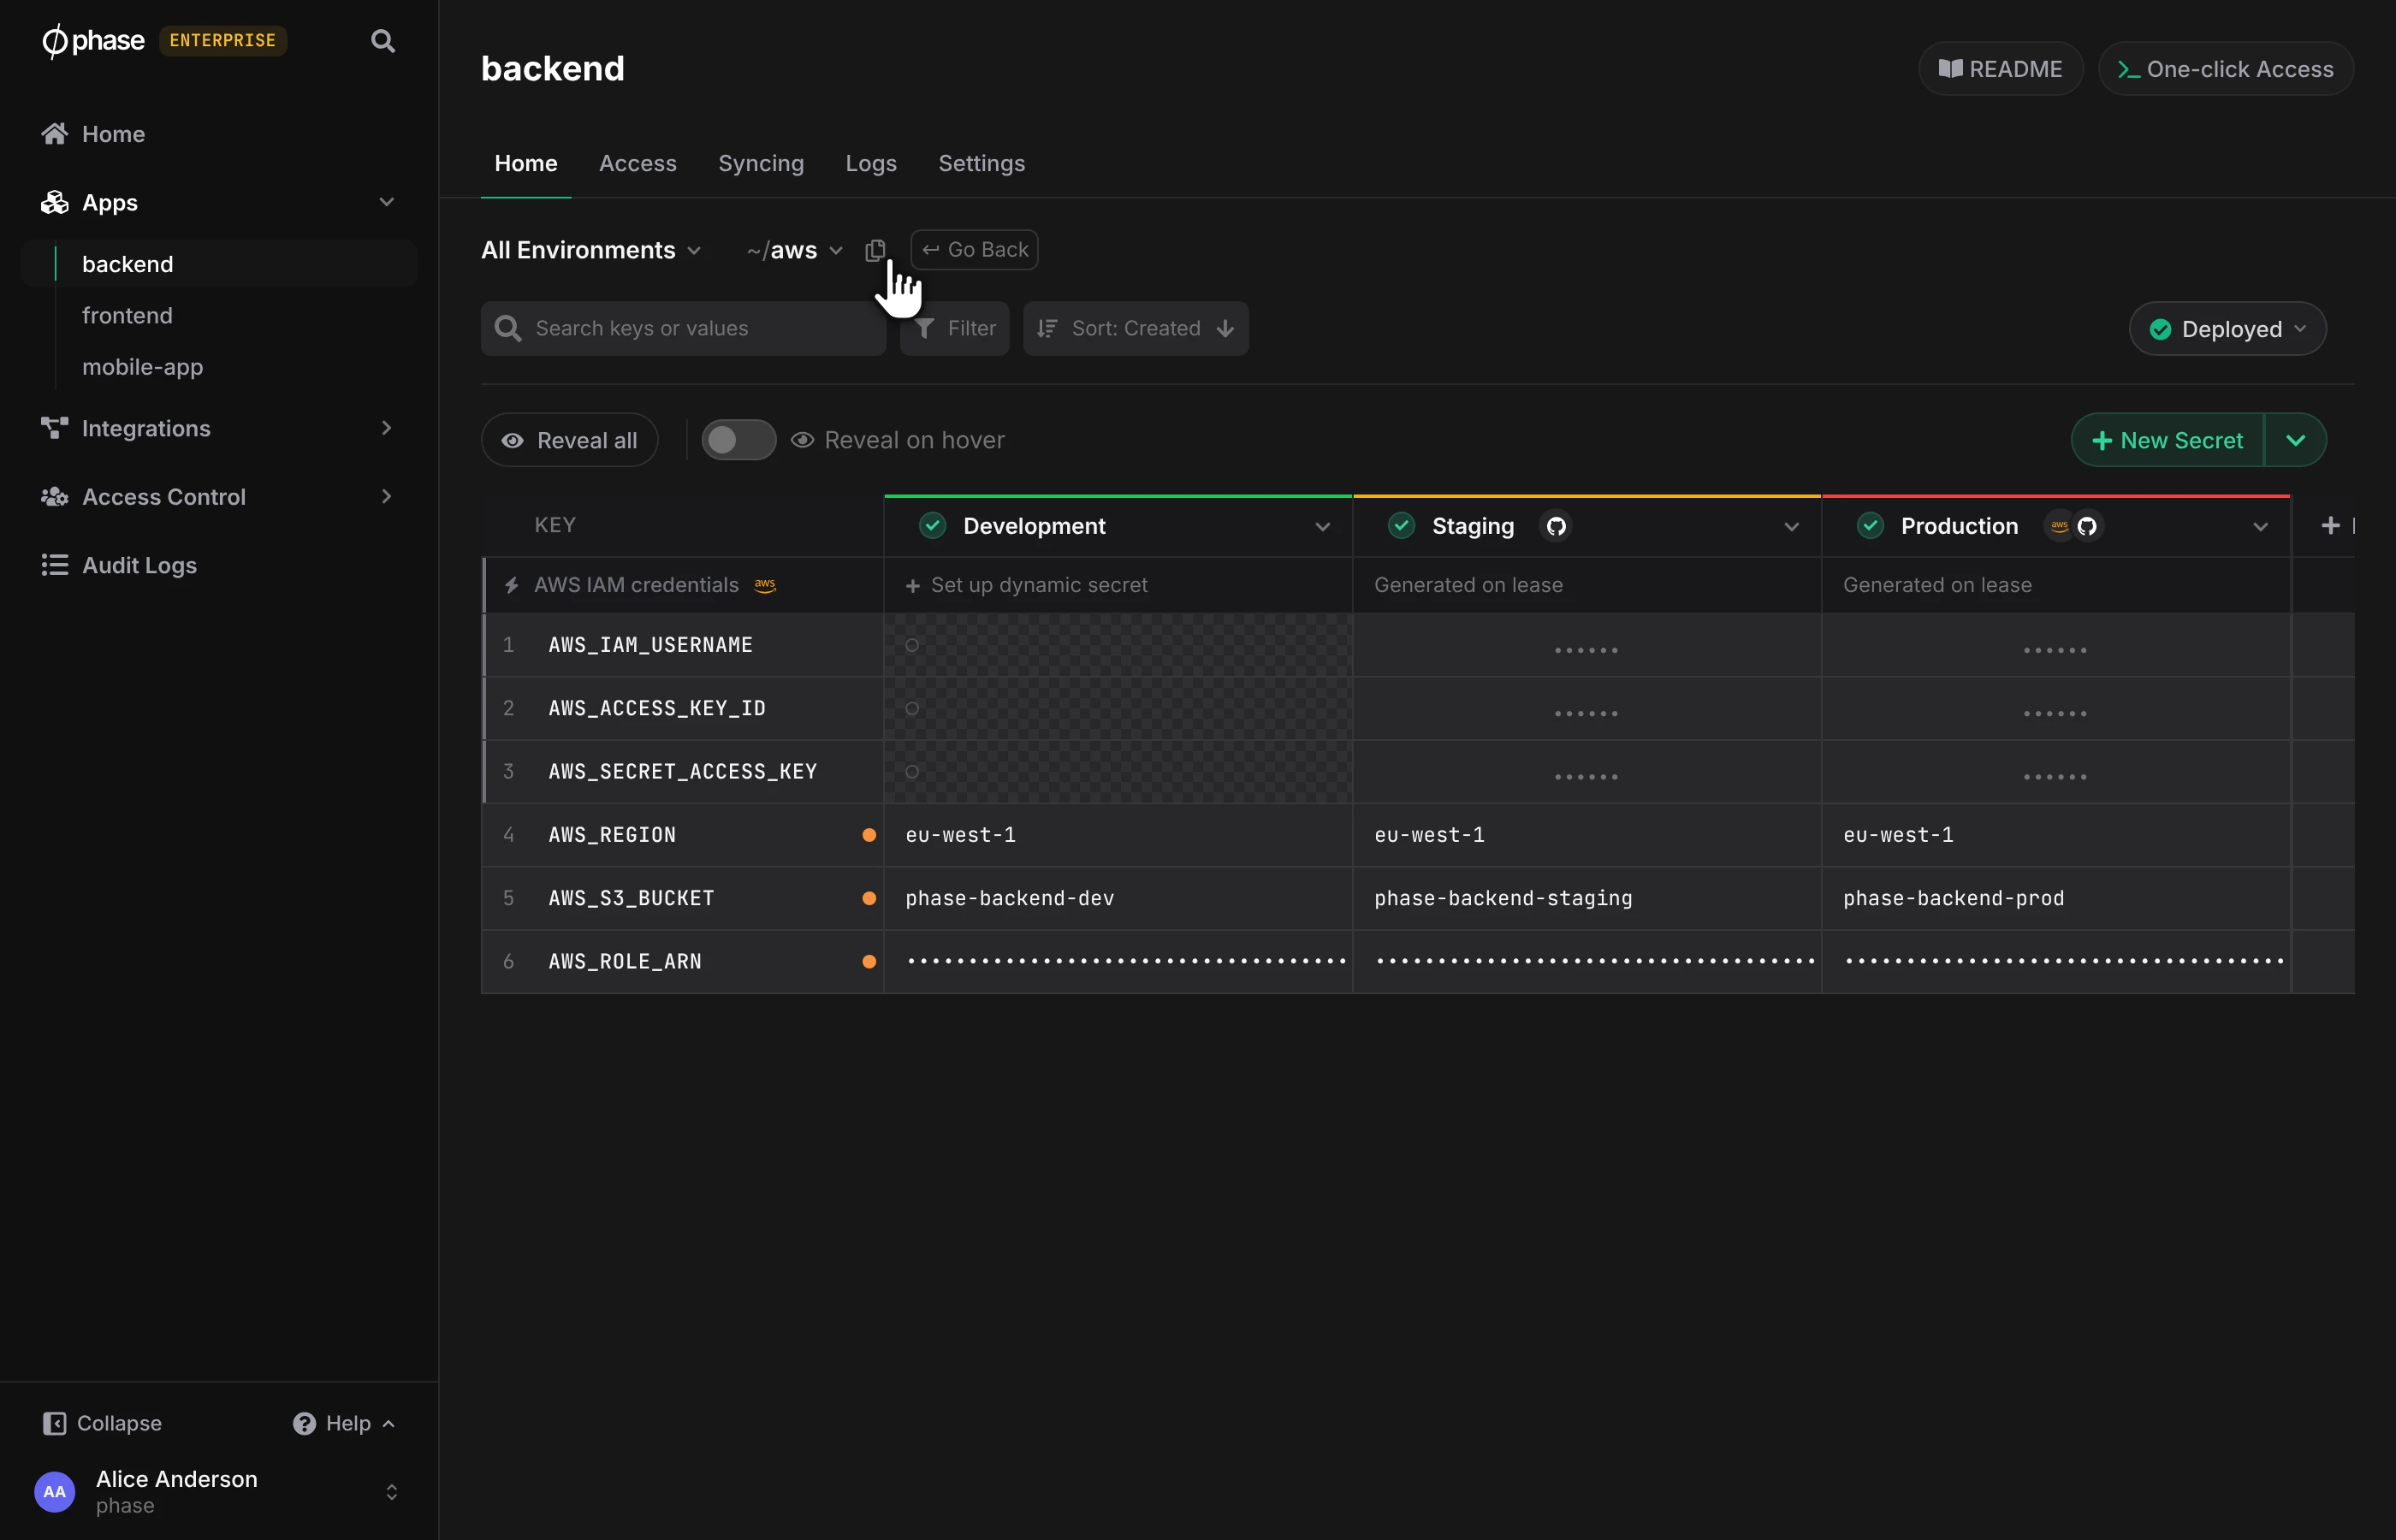 phase ENTERPRISE
Home
Apps
backend
frontend
mobile-app
Integrations
Access Control
Audit Logs
Collapse
Help
AA
Alice Anderson
phase
backend
README
One-click Access
Home Access Syncing Logs Settings
All Environments ~/aws Go Back
Search keys or values Filter Sort: Created Deployed
Reveal all Reveal on hover New Secret
KEY Development Staging Production aws
AWS IAM credentials aws + Set up dynamic secret Generated on lease Generated on lease
1 AWS_IAM_USERNAME •••••• ••••••
2 AWS_ACCESS_KEY_ID •••••• ••••••
3 AWS_SECRET_ACCESS_KEY •••••• ••••••
4 AWS_REGION eu-west-1 eu-west-1 eu-west-1
5 AWS_S3_BUCKET phase-backend-dev phase-backend-staging phase-backend-prod
6 AWS_ROLE_ARN